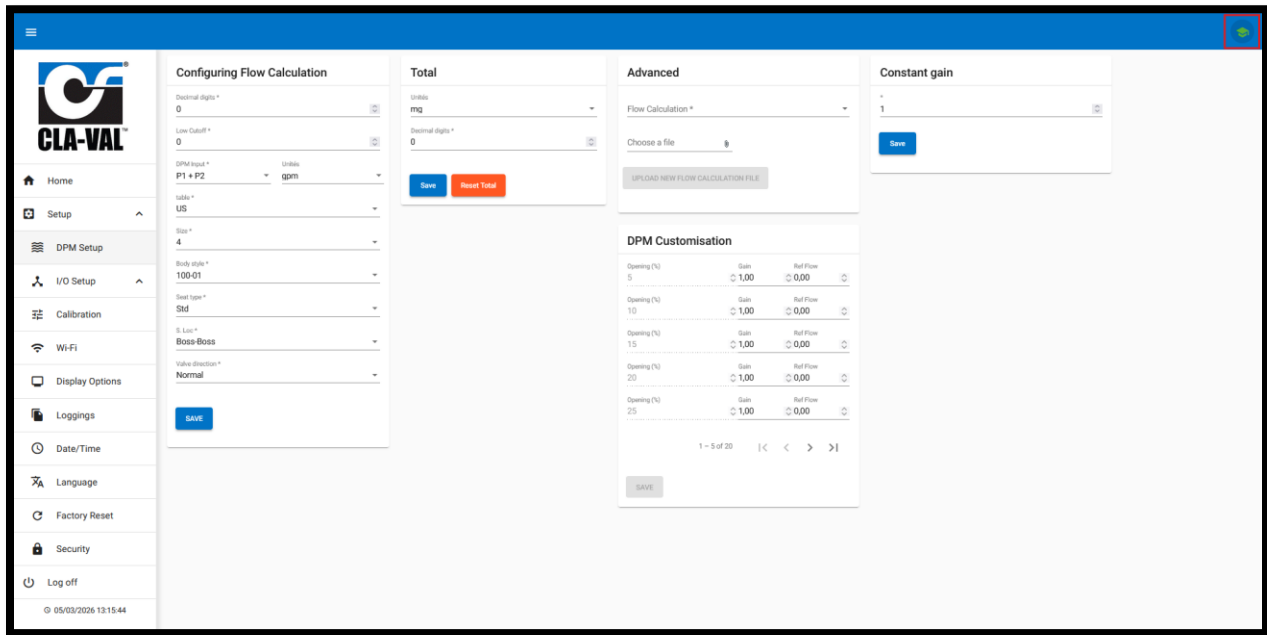 CLA-VAL™
®
Home
Setup
DPM Setup
I/O Setup
Calibration
Wi-Fi
Display Options
Loggings
Date/Time
Language
Factory Reset
Security
Log off
05/03/2026 13:15:44
Configuring Flow Calculation
Decimal digits *
0
Low Cutoff *
0
DPM Input * Unités
P1 + P2 gpm
table *
US
Size *
4
Body style *
100-01
Seat type *
Std
S. Loc *
Boss-Boss
Valve direction *
Normal
SAVE
Total
Unités
mg
Decimal digits *
0
Save Reset Total
Advanced
Flow Calculation *
Choose a file
UPLOAD NEW FLOW CALCULATION FILE
DPM Customisation
Opening (%) Gain Ref Flow
5 1,00 0,00
Opening (%) Gain Ref Flow
10 1,00 0,00
Opening (%) Gain Ref Flow
15 1,00 0,00
Opening (%) Gain Ref Flow
20 1,00 0,00
Opening (%) Gain Ref Flow
25 1,00 0,00
1 – 5 of 20
SAVE
Constant gain
*
1
Save